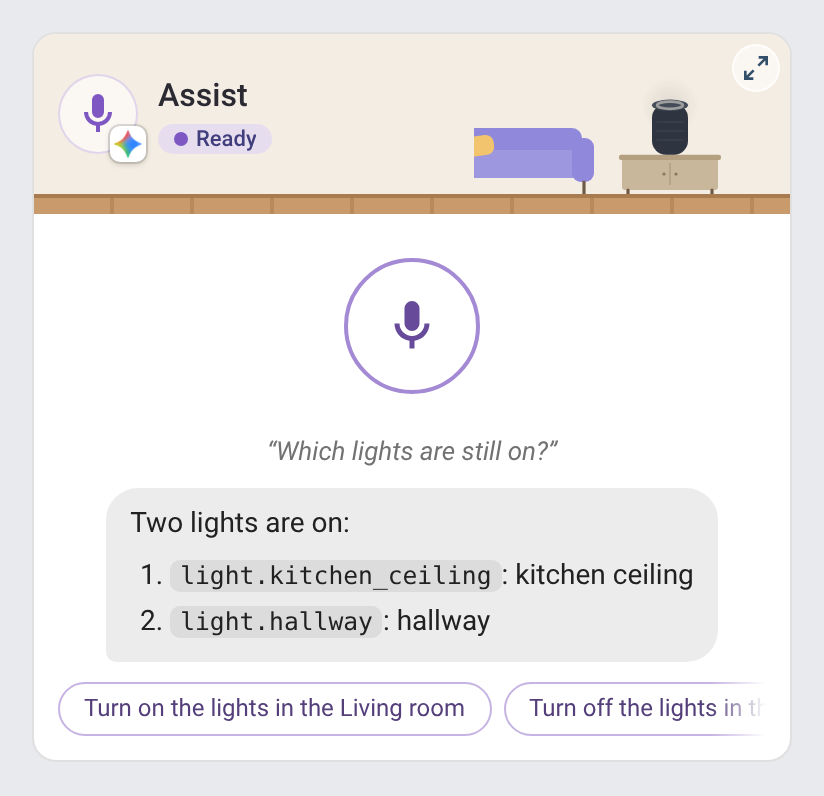 Assist
Ready
“Which lights are still on?”
Two lights are on:
1. light.kitchen_ceiling: kitchen ceiling
2. light.hallway: hallway
Turn on the lights in the Living room
Turn off the lights in